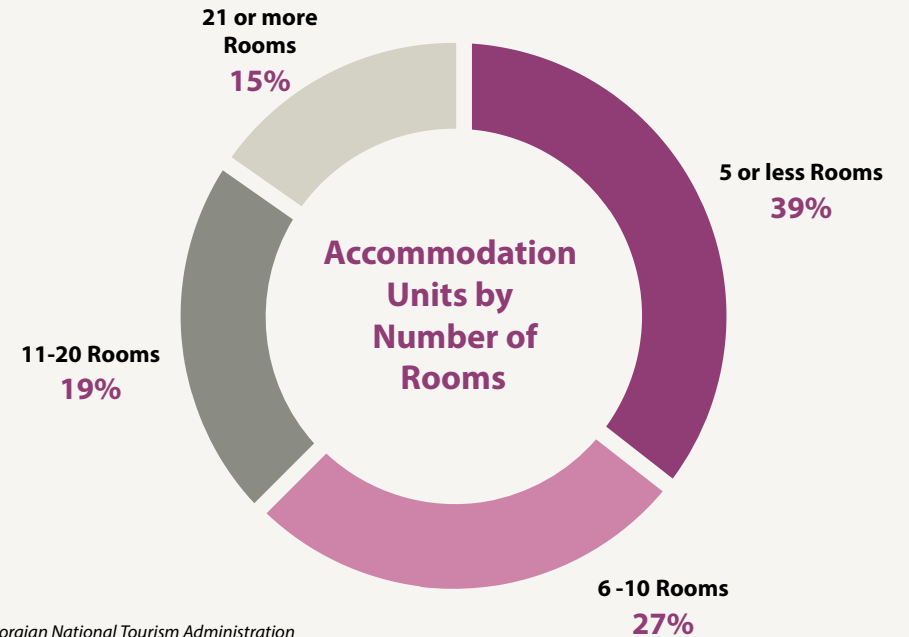 21 or more
Rooms
15%
5 or less Rooms
39%
Accommodation
Units by
Number of
Rooms
11-20 Rooms
19%
6 -10 Rooms
27%
National Tourism Administration